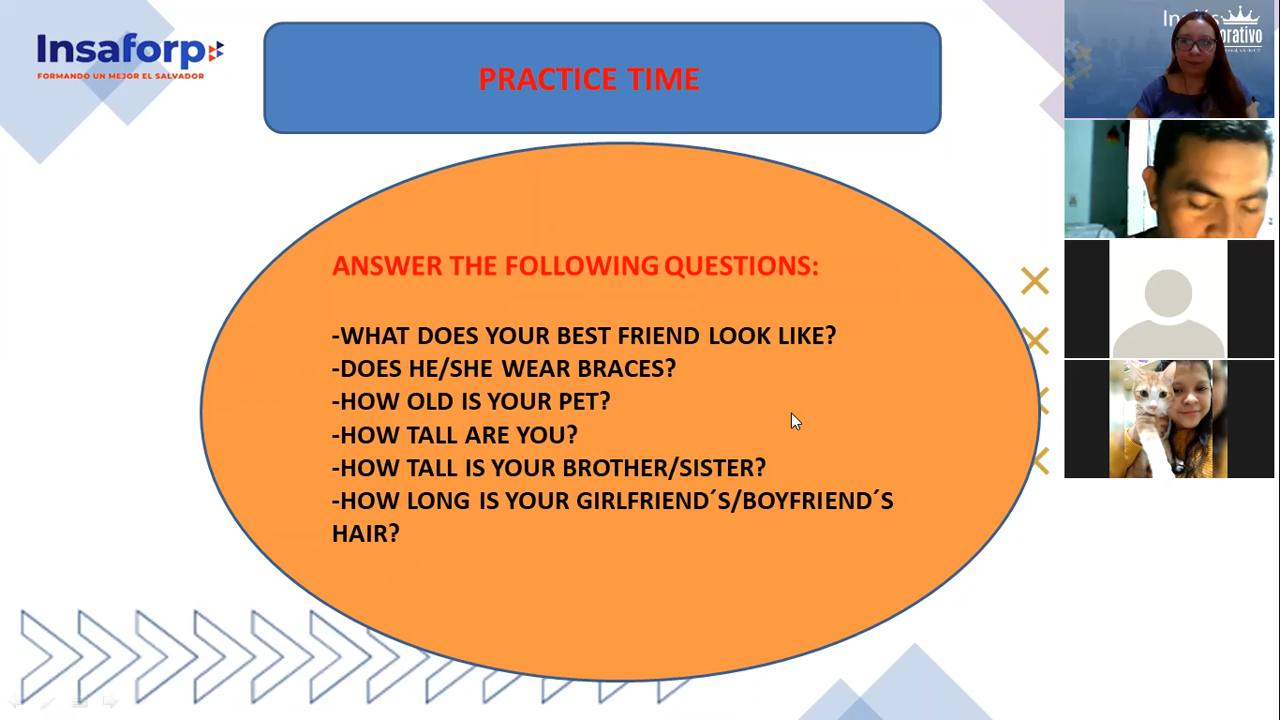 Insaforp
FORMANDO UN MEJOR EL SALVADOR
PRACTICE TIME
ANSWER THE FOLLOWING QUESTIONS:
-WHAT DOES YOUR BEST FRIEND LOOK LIKE?
-DOES HE/SHE WEAR BRACES?
-HOW OLD IS YOUR PET?
-HOW TALL ARE YOU?
-HOW TALL IS YOUR BROTHER/SISTER?
-HOW LONG IS YOUR GIRLFRIEND´S/BOYFRIEND´S
HAIR?